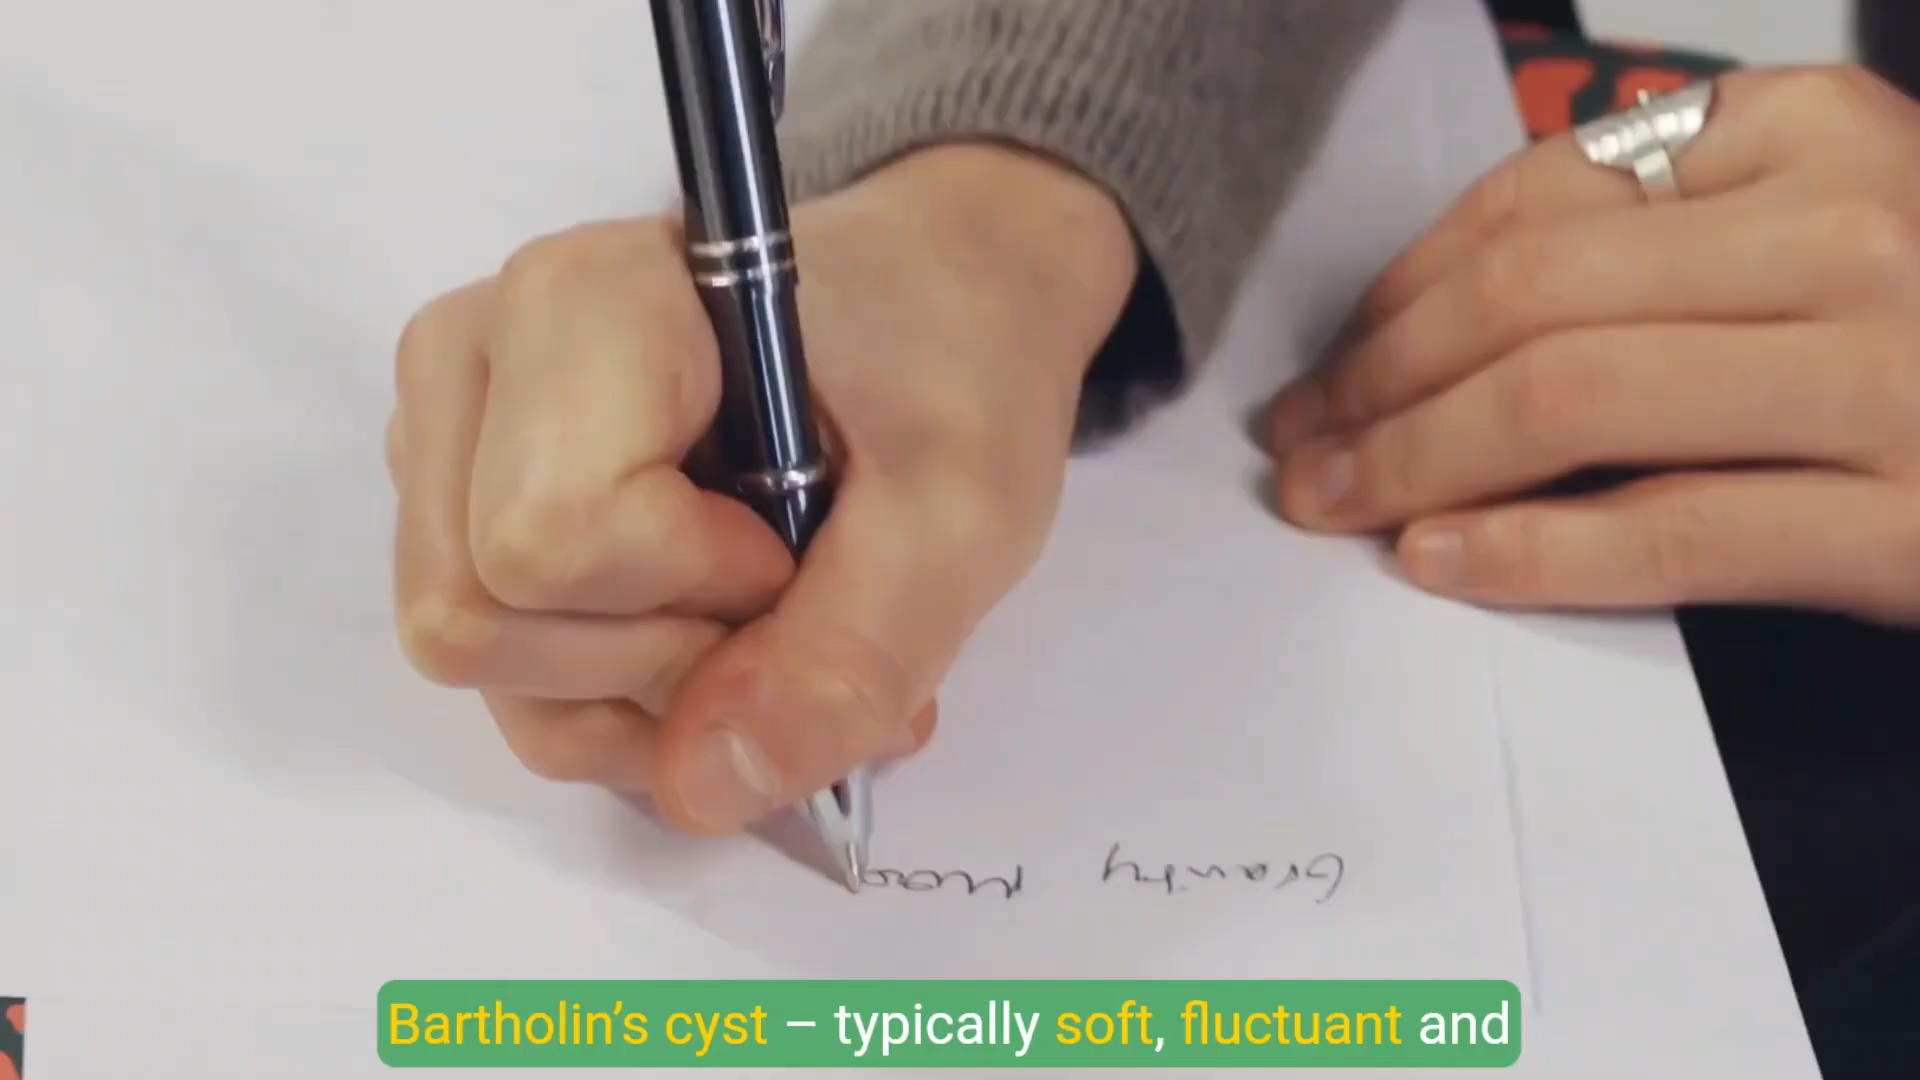 Gravity
Bartholin’s cyst – typically soft, fluctuant and